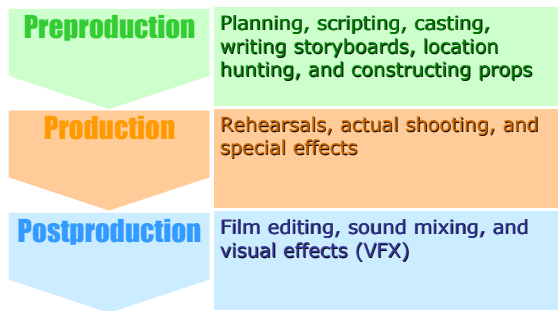 Preproduction
Planning, scripting, casting,
writing storyboards, location
hunting, and constructing props
Production
Rehearsals, actual shooting, and
special effects
Postproduction
Film editing, sound mixing, and
visual effects (VFX)